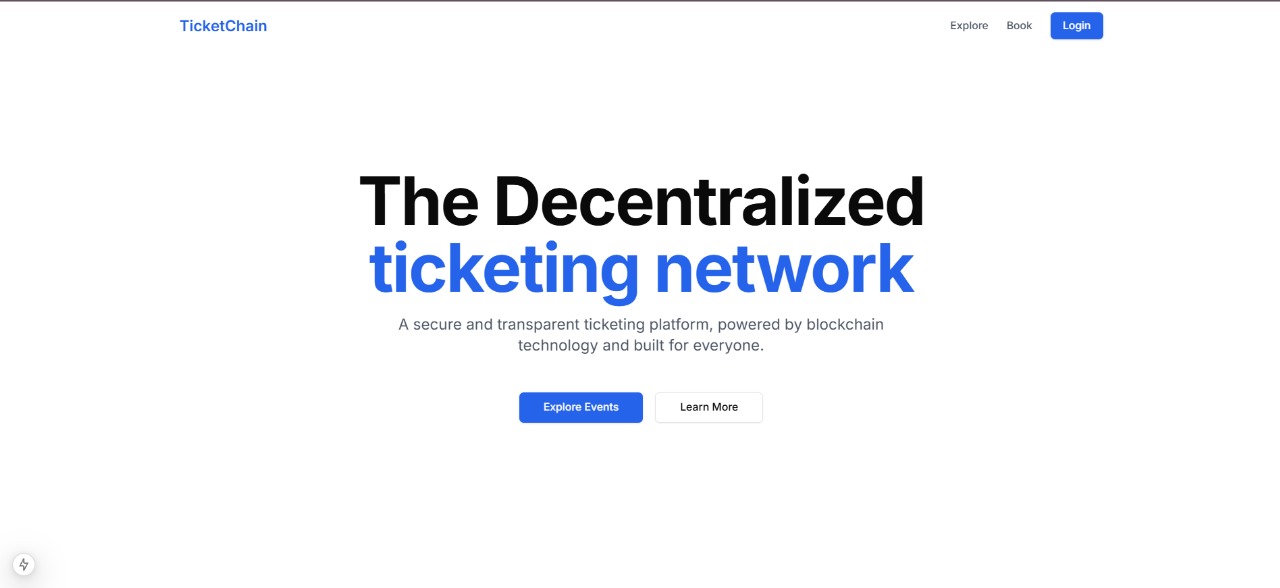 TicketChain
Explore
Book
Login
The Decentralized
ticketing network
A secure and transparent ticketing platform, powered by blockchain
technology and built for everyone.
Explore Events
Learn More